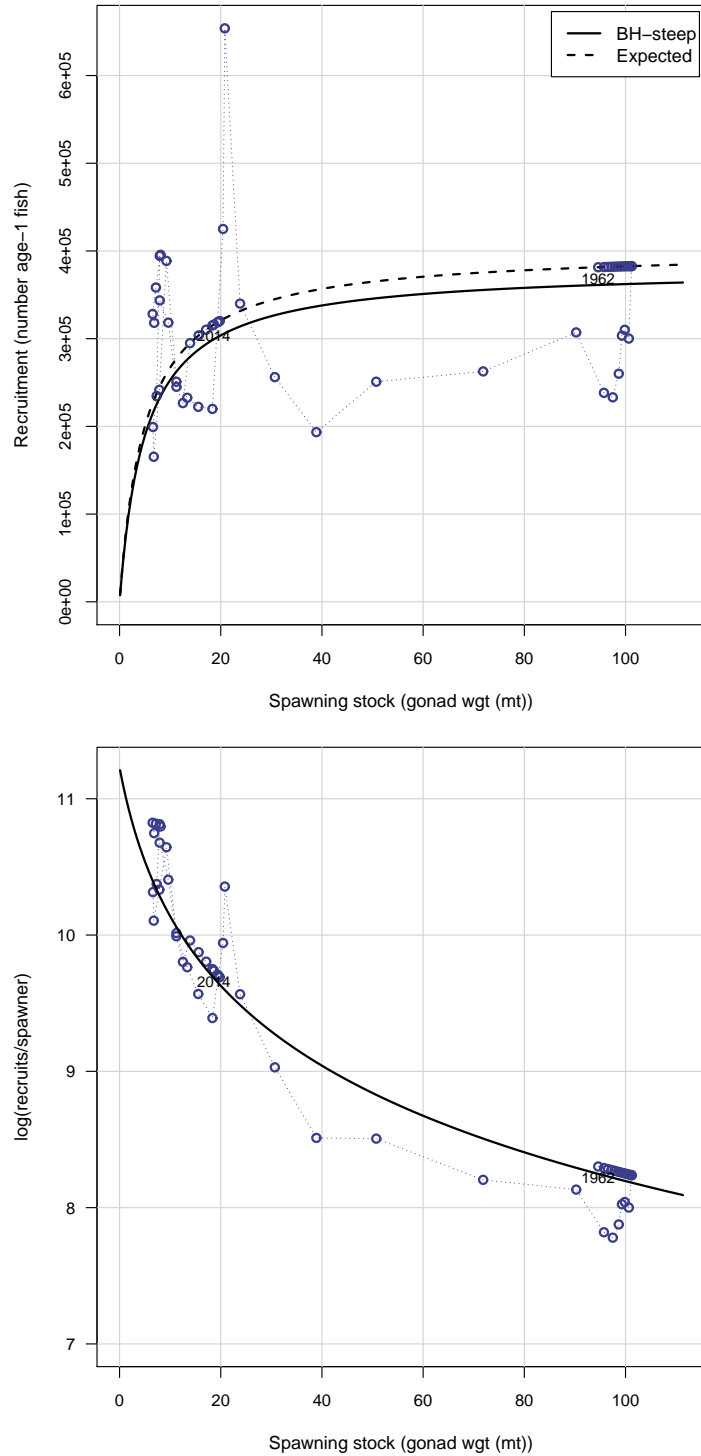 BH−steep
Expected
6e+05
5e+05
4e+05
3e+05
2e+05
1e+05
0e+00
Recruitment (number age−1 fish)
1962
2014
0 20 40 60 80 100
Spawning stock (gonad wgt (mt))
11
10
9
8
7
log(recruits/spawner)
2014
1962
0 20 40 60 80 100
Spawning stock (gonad wgt (mt))